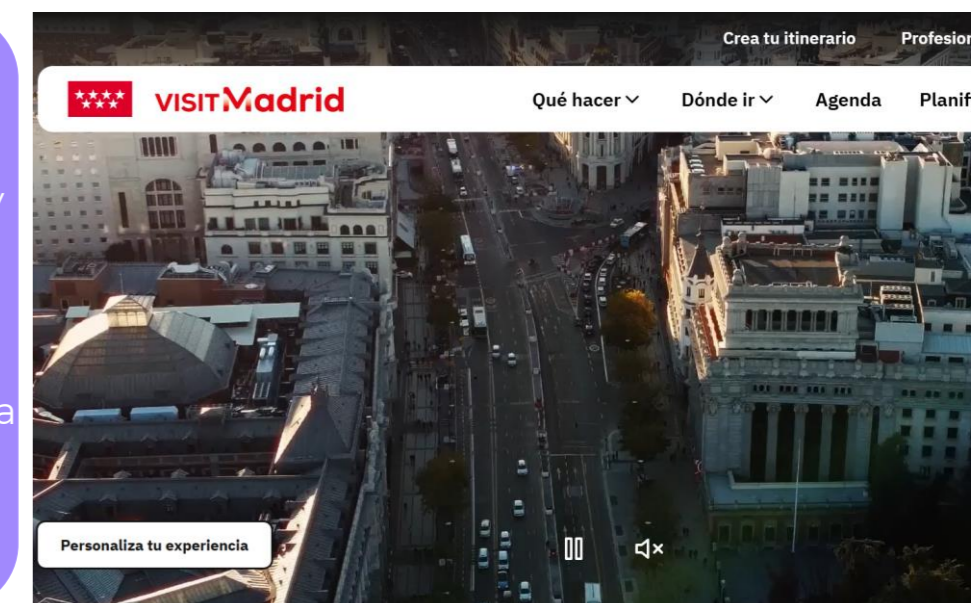 Crea tu itinerario
VISITMadrid
Qué hacer Dónde ir Agenda
Personaliza tu experiencia